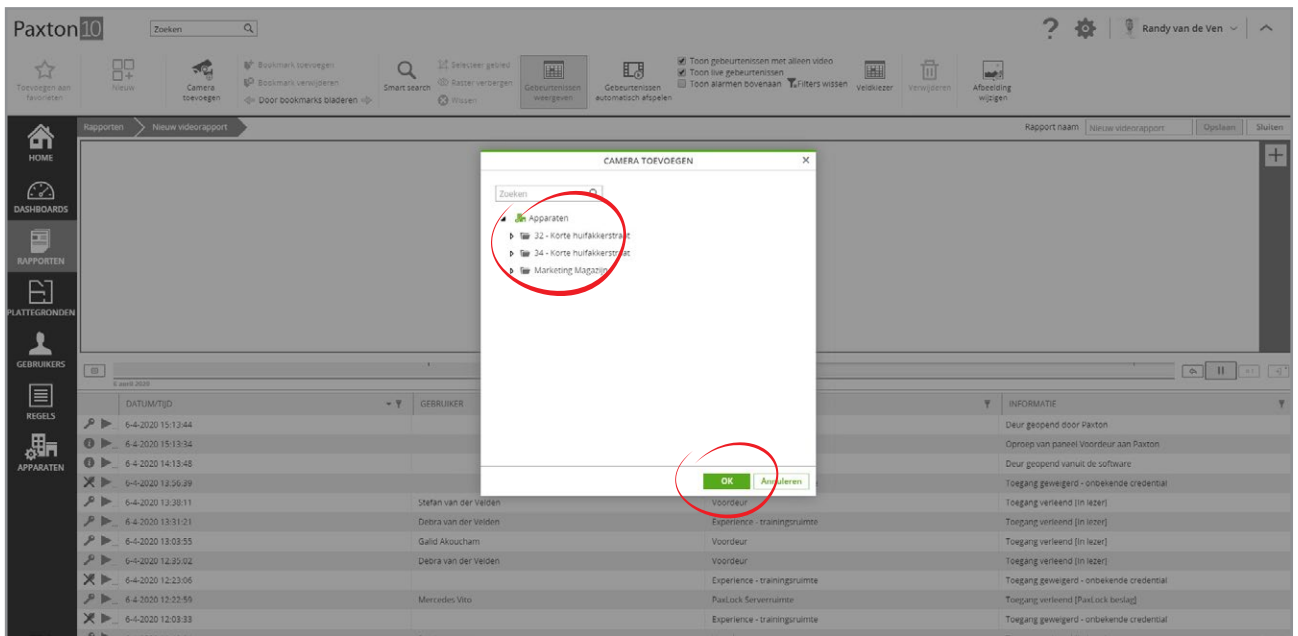 Paxton10
Zoeken
Randy van de Ven
Toevoegen aan favorieten
Nieuw
Camera toevoegen
Bookmark toevoegen
Bookmark verwijderen
Door bookmarks bladeren
Smart search
Selecteer gebied
Raster verbergen
Wissen
Gebeurtenissen weergeven
Gebeurtenissen automatisch afspelen
Toon gebeurtenissen met alleen video
Toon live gebeurtenissen
Toon alarmen bovenaan
Filters wissen
Veldkiezer
Verwijderen
Afbeelding wijzigen
Rapporten
Nieuw videorapport
Rapport naam
Nieuw videorapport
Opslaan
Sluiten
HOME
DASHBOARDS
RAPPORTEN
PLATTEGRONDEN
GEBRUIKERS
REGELS
APPARATEN
CAMERA TOEVOEGEN
Zoeken
Apparaten
32 - Korte huifakkerstraat
34 - Korte huifakkerstraat
Marketing Magazijn
OK
Annuleren
6 april 2020
DATUM/TIJD GEBRUIKER INFORMATIE
6-4-2020 15:13:44 Deur geopend door Paxton
6-4-2020 15:13:34 Oproep van paneel Voordeur aan Paxton
6-4-2020 14:13:48 Deur geopend vanuit de software
6-4-2020 13:56:39 Toegang geweigerd - onbekende credential
6-4-2020 13:38:11 Stefan van der Velden Voordeur Toegang verleend [In lezer]
6-4-2020 13:31:21 Debra van der Velden Experience - trainingsruimte Toegang verleend [In lezer]
6-4-2020 13:03:55 Galid Akoucham Voordeur Toegang verleend [In lezer]
6-4-2020 12:35:02 Debra van der Velden Voordeur Toegang verleend [In lezer]
6-4-2020 12:23:06 Experience - trainingsruimte Toegang geweigerd - onbekende credential
6-4-2020 12:22:59 Mercedes Vito PaxLock Serverruimte Toegang verleend [PaxLock beslag]
6-4-2020 12:03:33 Experience - trainingsruimte Toegang geweigerd - onbekende credential